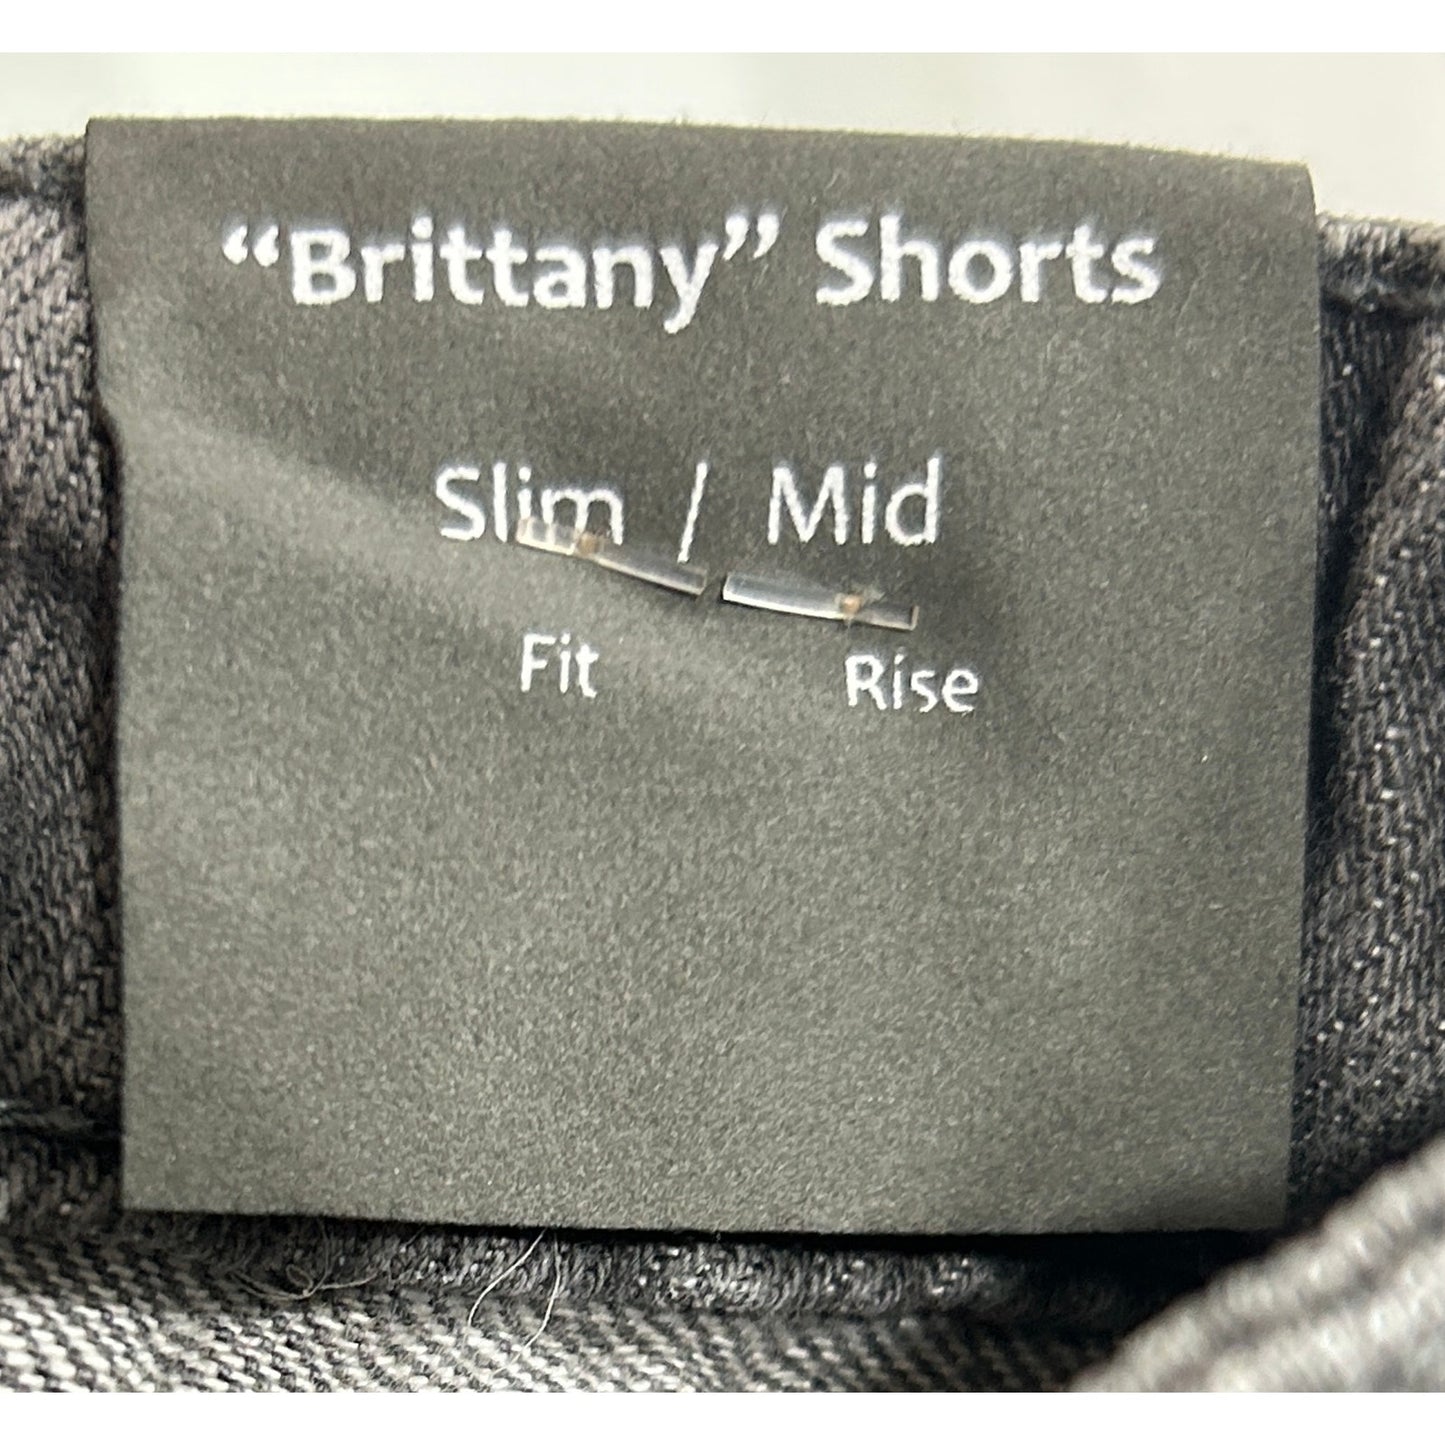 “Brittany” Shorts
Slim / Mid
Fit Rise